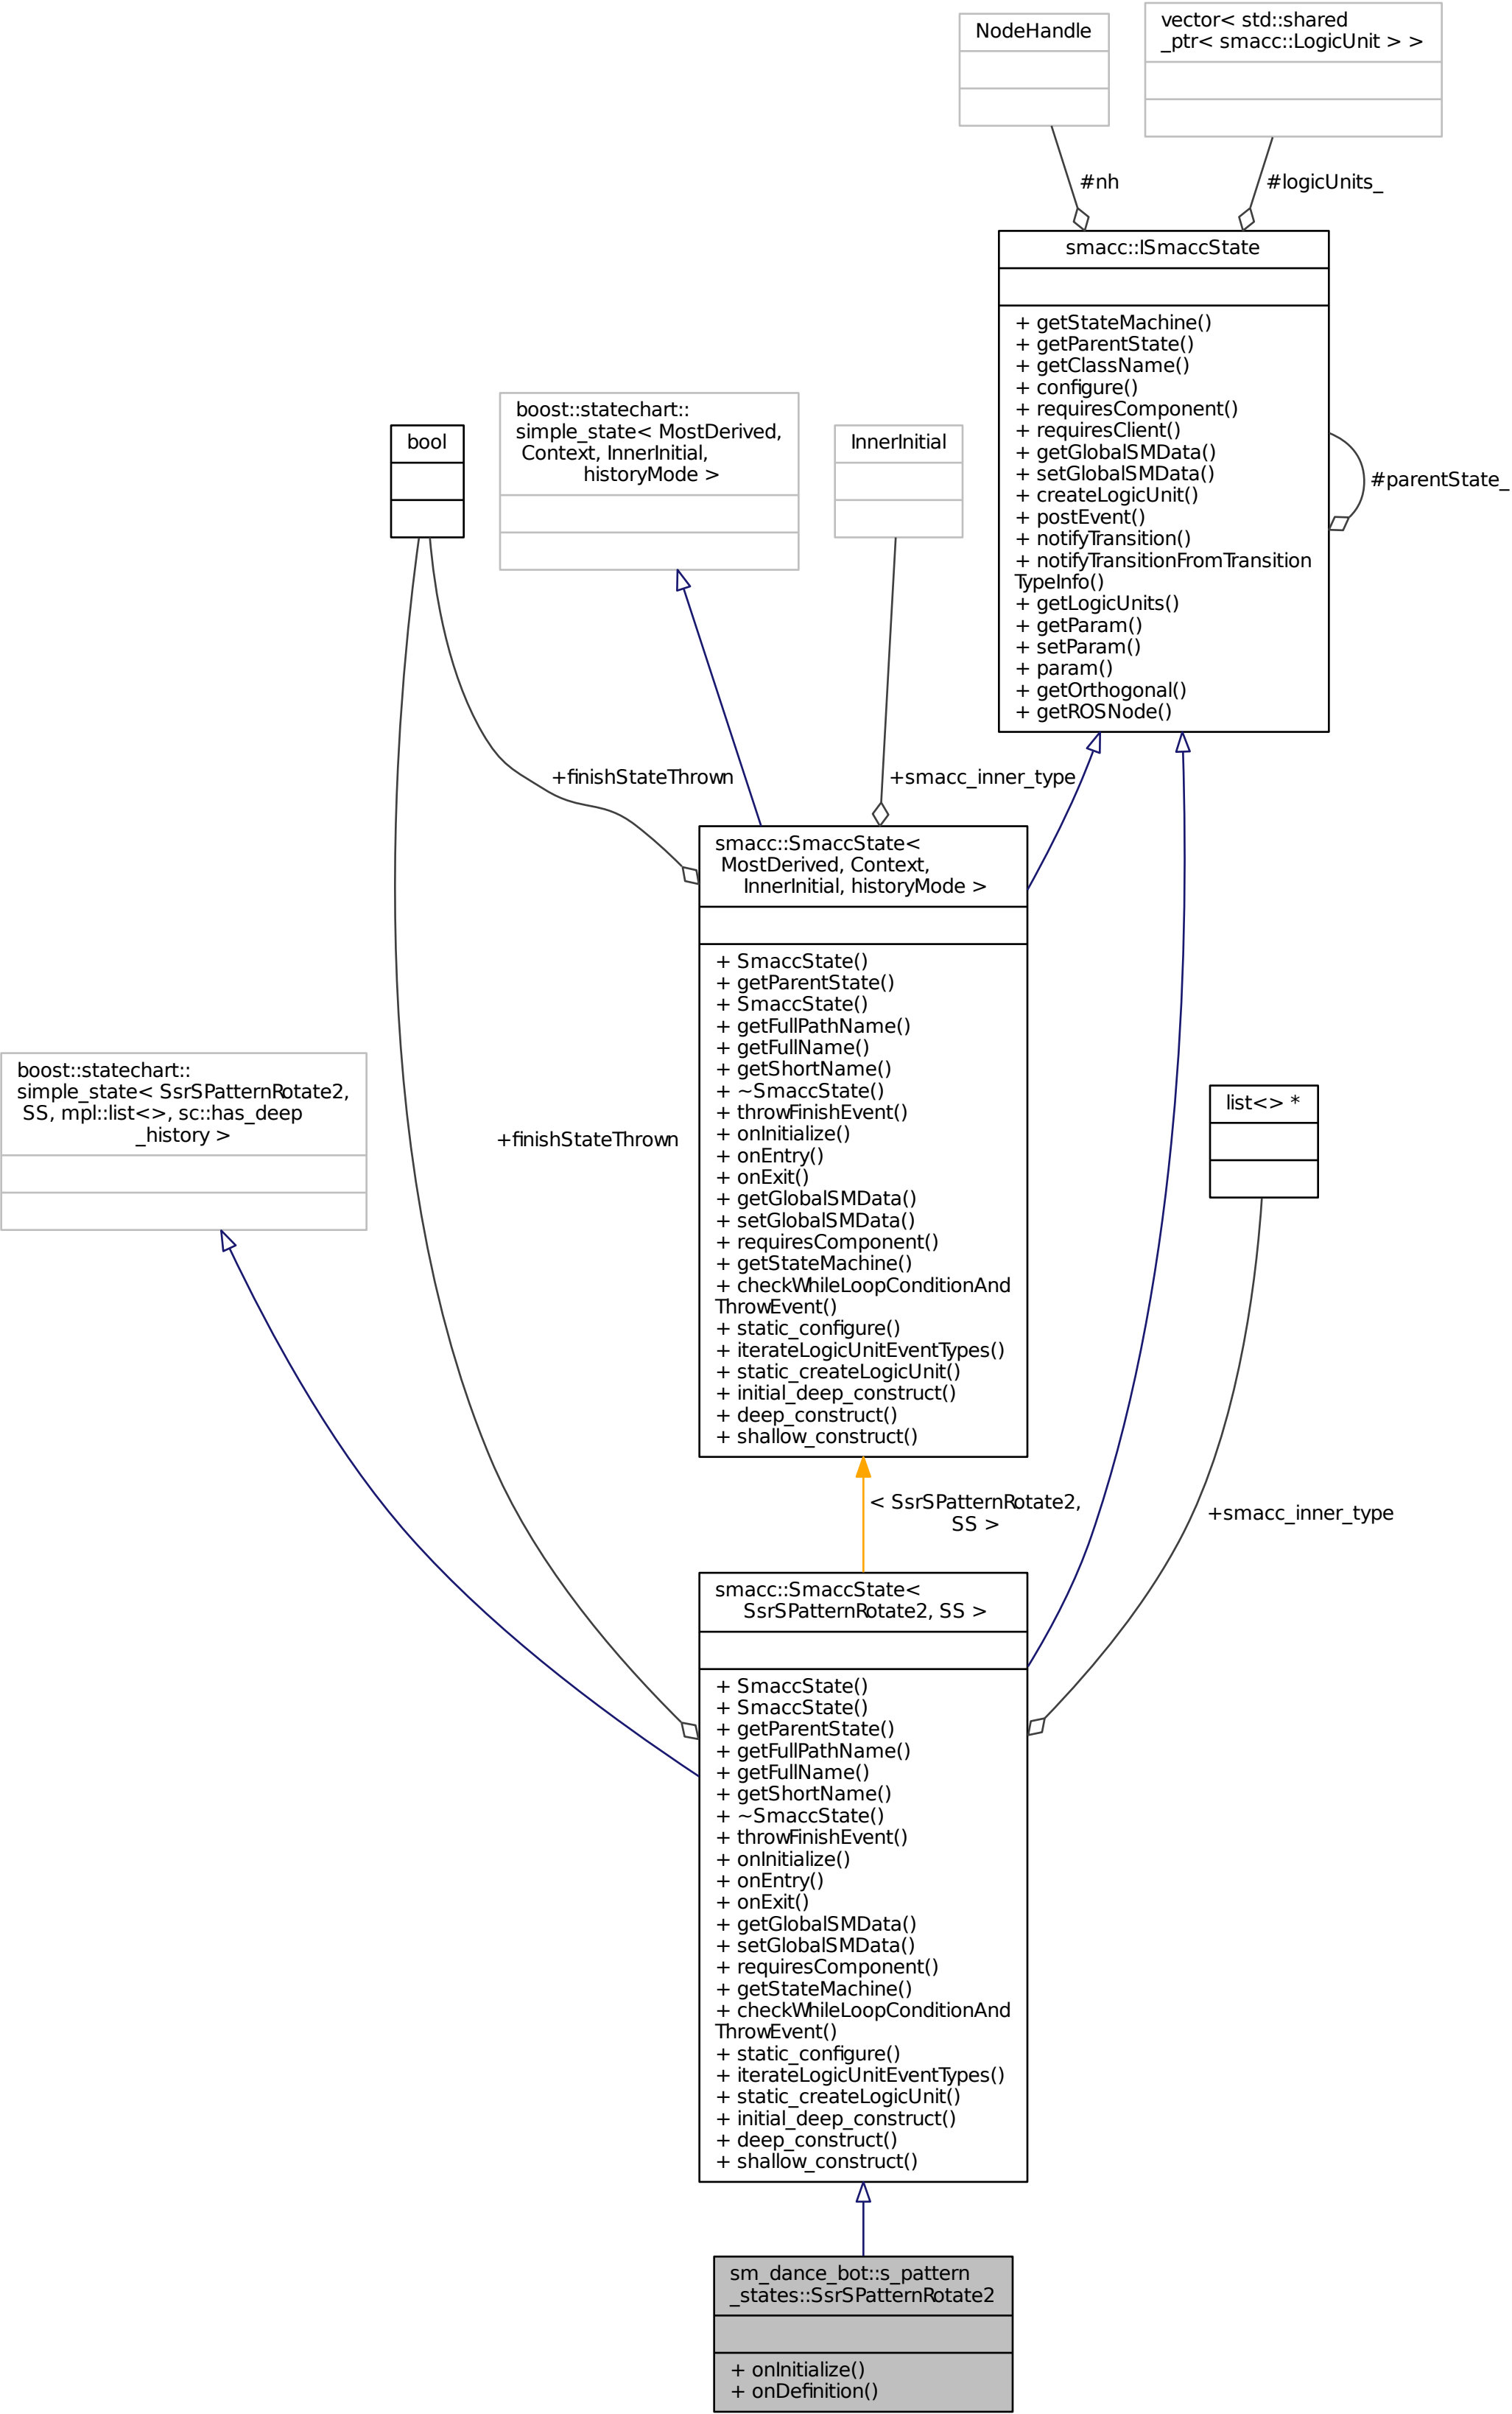 NodeHandle
vector< std::shared
_ptr< smacc::LogicUnit > >
#nh
#logicUnits_
smacc::ISmaccState
+ getStateMachine()
+ getParentState()
+ getClassName()
+ configure()
+ requiresComponent()
+ requiresClient()
+ getGlobalSMData()
+ setGlobalSMData()
+ createLogicUnit()
+ postEvent()
+ notifyTransition()
+ notifyTransitionFromTransition
TypeInfo()
+ getLogicUnits()
+ getParam()
+ setParam()
+ param()
+ getOrthogonal()
+ getROSNode()
#parentState_
bool
boost::statechart::
simple_state< MostDerived,
Context, InnerInitial,
historyMode >
InnerInitial
+finishStateThrown
+smacc_inner_type
smacc::SmaccState<
MostDerived, Context,
InnerInitial, historyMode >
+ SmaccState()
+ getParentState()
+ SmaccState()
+ getFullPathName()
+ getFullName()
+ getShortName()
+ ~SmaccState()
+ throwFinishEvent()
+ onInitialize()
+ onEntry()
+ onExit()
+ getGlobalSMData()
+ setGlobalSMData()
+ requiresComponent()
+ getStateMachine()
+ checkWhileLoopConditionAnd
ThrowEvent()
+ static_configure()
+ iterateLogicUnitEventTypes()
+ static_createLogicUnit()
+ initial_deep_construct()
+ deep_construct()
+ shallow_construct()
boost::statechart::
simple_state< SsrSPatternRotate2,
SS, mpl::list<>, sc::has_deep
_history >
+finishStateThrown
list<> *
< SsrSPatternRotate2,
SS >
+smacc_inner_type
smacc::SmaccState<
SsrSPatternRotate2, SS >
+ SmaccState()
+ SmaccState()
+ getParentState()
+ getFullPathName()
+ getFullName()
+ getShortName()
+ ~SmaccState()
+ throwFinishEvent()
+ onInitialize()
+ onEntry()
+ onExit()
+ getGlobalSMData()
+ setGlobalSMData()
+ requiresComponent()
+ getStateMachine()
+ checkWhileLoopConditionAnd
ThrowEvent()
+ static_configure()
+ iterateLogicUnitEventTypes()
+ static_createLogicUnit()
+ initial_deep_construct()
+ deep_construct()
+ shallow_construct()
sm_dance_bot::s_pattern
_states::SsrSPatternRotate2
+ onInitialize()
+ onDefinition()